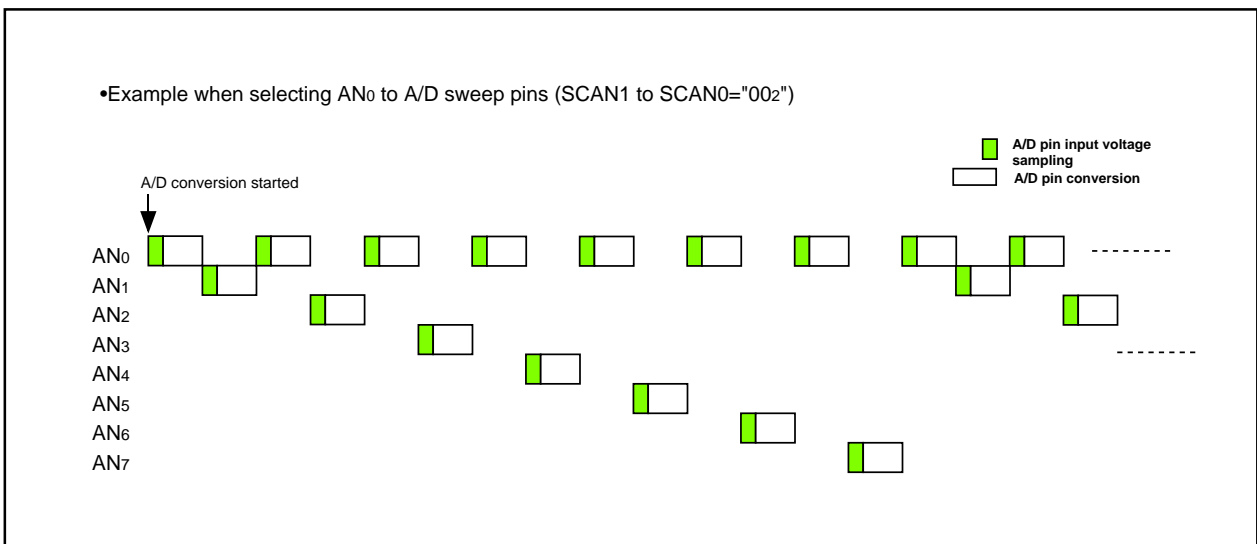 •Example when selecting AN0 to A/D sweep pins (SCAN1 to SCAN0="002")
A/D pin input voltage
sampling
A/D pin conversion
A/D conversion started
AN0
AN1
AN2
AN3
AN4
AN5
AN6
AN7